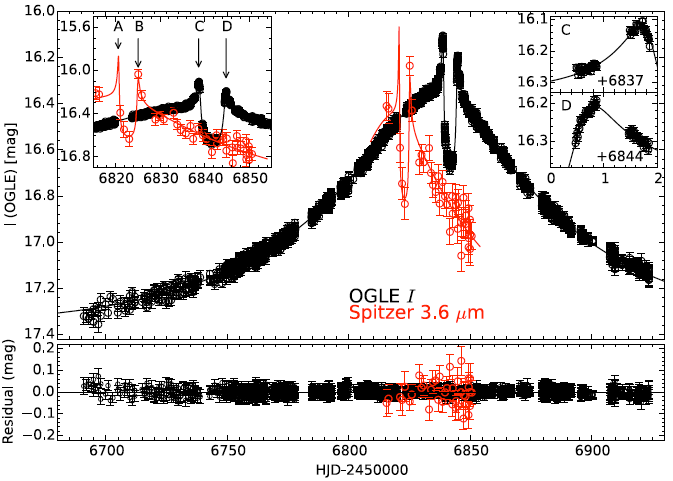 I (OGLE) [mag]
16.0
16.2
16.4
16.6
16.8
17.0
17.2
17.4
A B C D
15.6
16.0
16.4
16.8
6820 6830 6840 6850
C
16.1
16.2
16.3
+6837
D
16.2
16.3
+6844
0 1 2
OGLE I
Spitzer 3.6 μm
Residual (mag)
0.2
0.1
0.0
−0.1
−0.2
6700 6750 6800 6850 6900
HJD-2450000